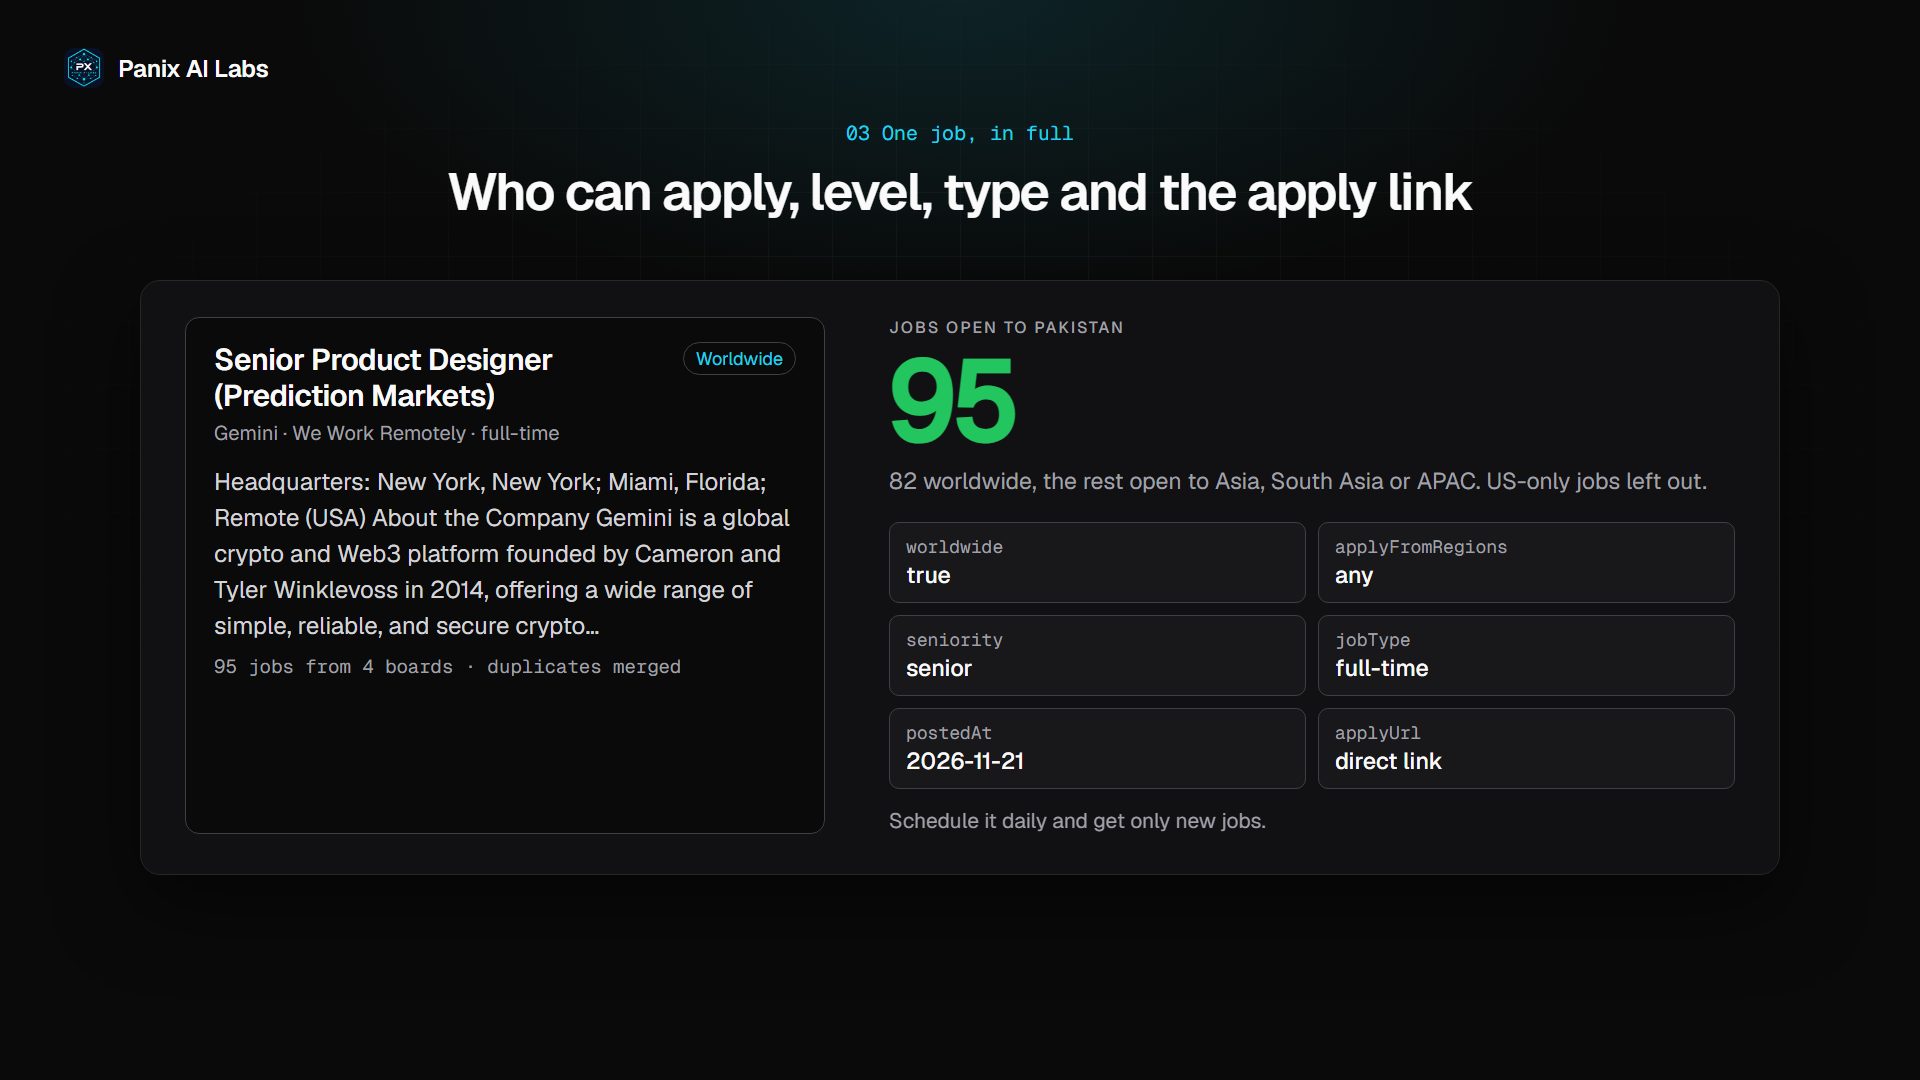 PX
Panix AI Labs
03 One job, in full
Who can apply, level, type and the apply link
Senior Product Designer
(Prediction Markets)
Worldwide
Gemini · We Work Remotely · full-time
Headquarters: New York, New York; Miami, Florida;
Remote (USA) About the Company Gemini is a global
crypto and Web3 platform founded by Cameron and
Tyler Winklevoss in 2014, offering a wide range of
simple, reliable, and secure crypto...
95 jobs from 4 boards · duplicates merged
JOBS OPEN TO PAKISTAN
95
82 worldwide, the rest open to Asia, South Asia or APAC. US-only jobs left out.
worldwide
true
applyFromRegions
any
seniority
senior
jobType
full-time
postedAt
2026-11-21
applyUrl
direct link
Schedule it daily and get only new jobs.